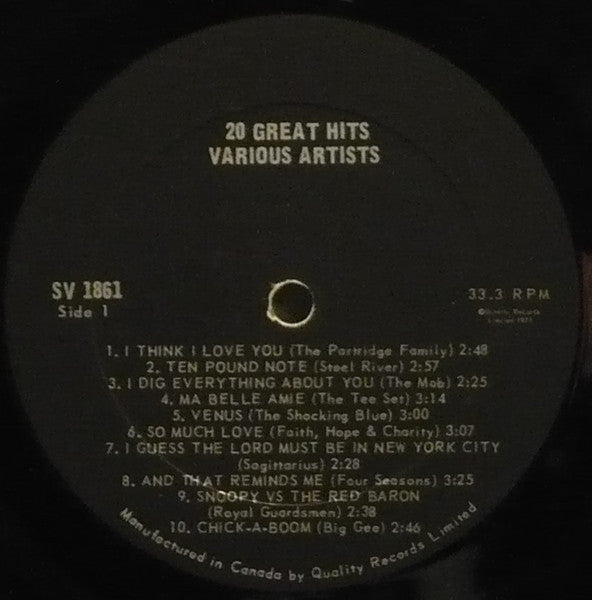 20 GREAT HITS
VARIOUS ARTISTS
SV 1861
Side 1
33.3 RPM
1. I THINK I LOVE YOU (The Partridge Family) 2:48
2. TEN POUND NOTE (Steel River) 2:57
3. I DIG EVERYTHING ABOUT YOU (The Mob) 2:25
4. MA BELLE AMIE (The Tee Set) 3:14
5. VENUS (The Shocking Blue) 3:00
6. SO MUCH LOVE (Faith, Hope & Charity) 3:07
7. I GUESS THE LORD MUST BE IN NEW YORK CITY
(Sagittarius) 2:28
8. AND THAT REMINDS ME (Four Seasons) 3:25
9. SNOOPY VS THE RED BARON
(Royal Guardsmen) 2:38
10. CHICK-A-BOOM (Big Gee) 2:46
Manufactured in Canada by Quality Records Limited